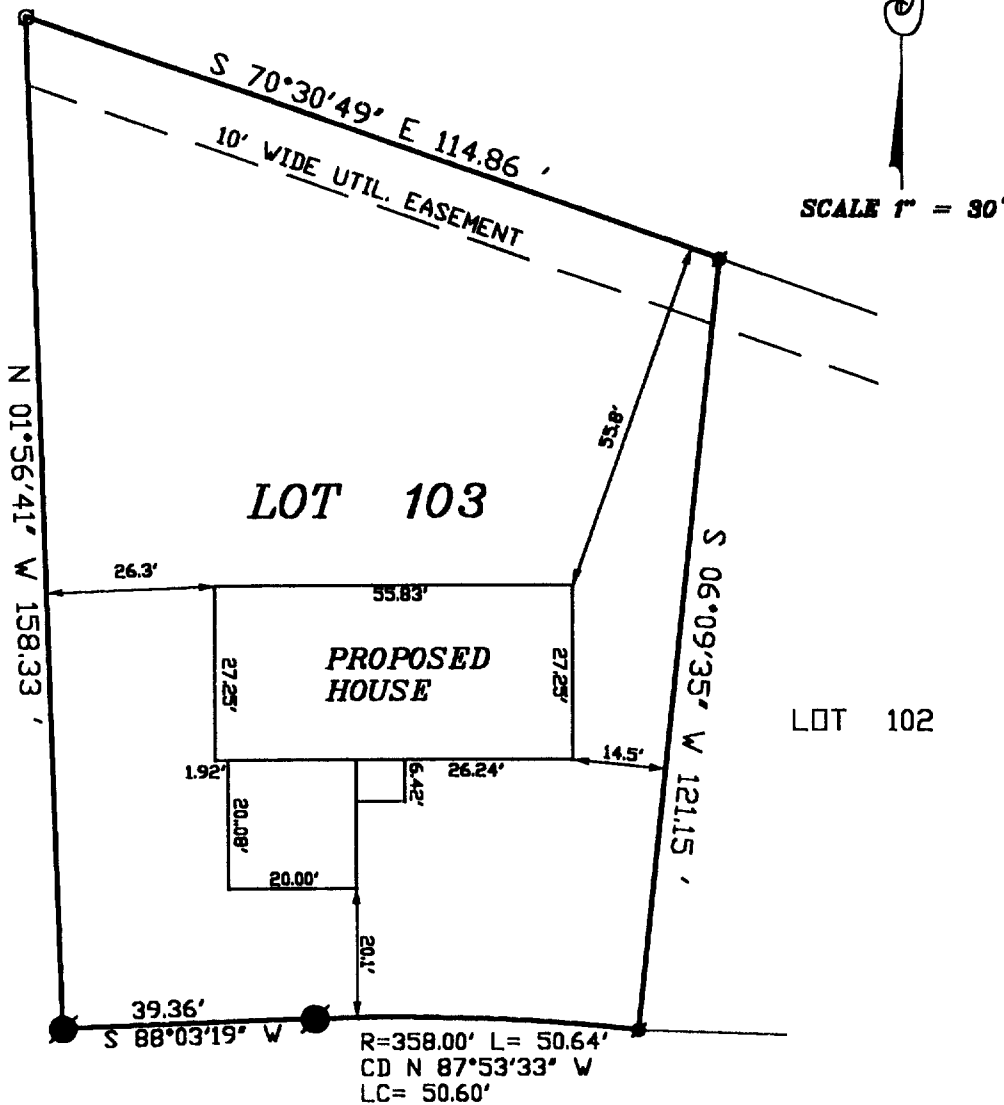 S 70°30'49" E 114.86 '
10' WIDE UTIL. EASEMENT
SCALE 1" = 30'
N 01°56'41" W 158.33 '
55.8'
LOT 103
S 06°09'35" W 121.15 '
26.3'
55.83'
27.25'
PROPOSED
HOUSE
27.25'
LOT 102
14.5'
1.92'
26.24'
6.42'
20.08'
20.00'
20.1'
39.36'
S 88°03'19" W
R=358.00' L= 50.64'
CD N 87°53'33" W
LC= 50.60'